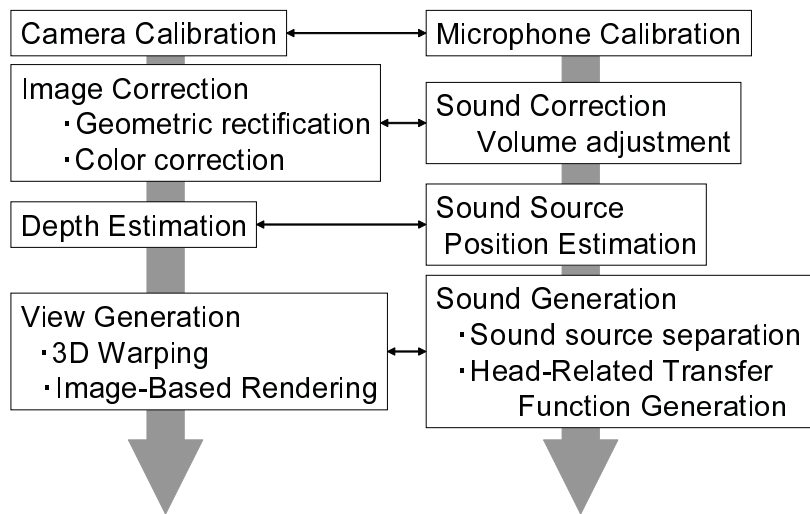 Camera Calibration
Image Correction
・Geometric rectification
・Color correction
Depth Estimation
View Generation
・3D Warping
・Image-Based Rendering
Microphone Calibration
Sound Correction
Volume adjustment
Sound Source
Position Estimation
Sound Generation
・Sound source separation
・Head-Related Transfer
Function Generation